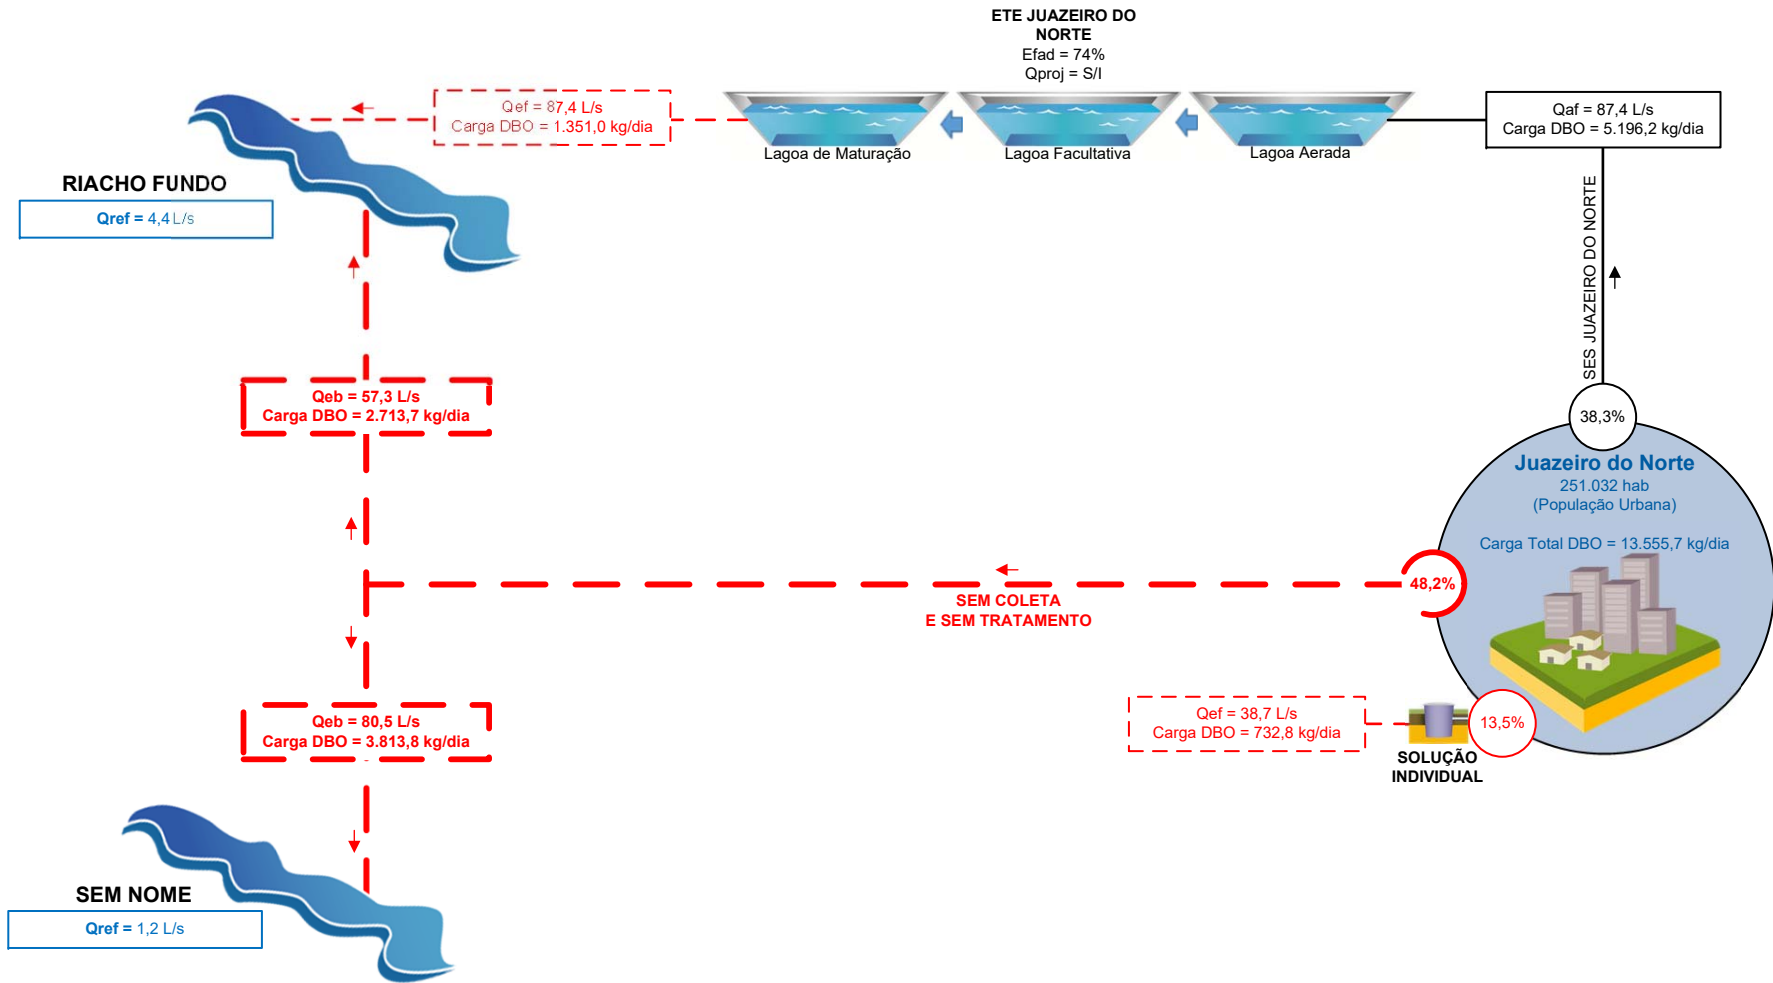 ETE JUAZEIRO DO
NORTE
Efad = 74%
Qproj = S/I
Qef = 87,4 L/s
Carga DBO = 1.351,0 kg/dia
Lagoa de Maturação
Lagoa Facultativa
Lagoa Aerada
Qaf = 87,4 L/s
Carga DBO = 5.196,2 kg/dia
RIACHO FUNDO
Qref = 4,4 L/s
SES JUAZEIRO DO NORTE
Qeb = 57,3 L/s
Carga DBO = 2.713,7 kg/dia
38,3%
Juazeiro do Norte
251.032 hab
(População Urbana)
Carga Total DBO = 13.555,7 kg/dia
48,2%
SEM COLETA
E SEM TRATAMENTO
Qeb = 80,5 L/s
Carga DBO = 3.813,8 kg/dia
Qef = 38,7 L/s
Carga DBO = 732,8 kg/dia
13,5%
SOLUÇÃO
INDIVIDUAL
SEM NOME
Qref = 1,2 L/s